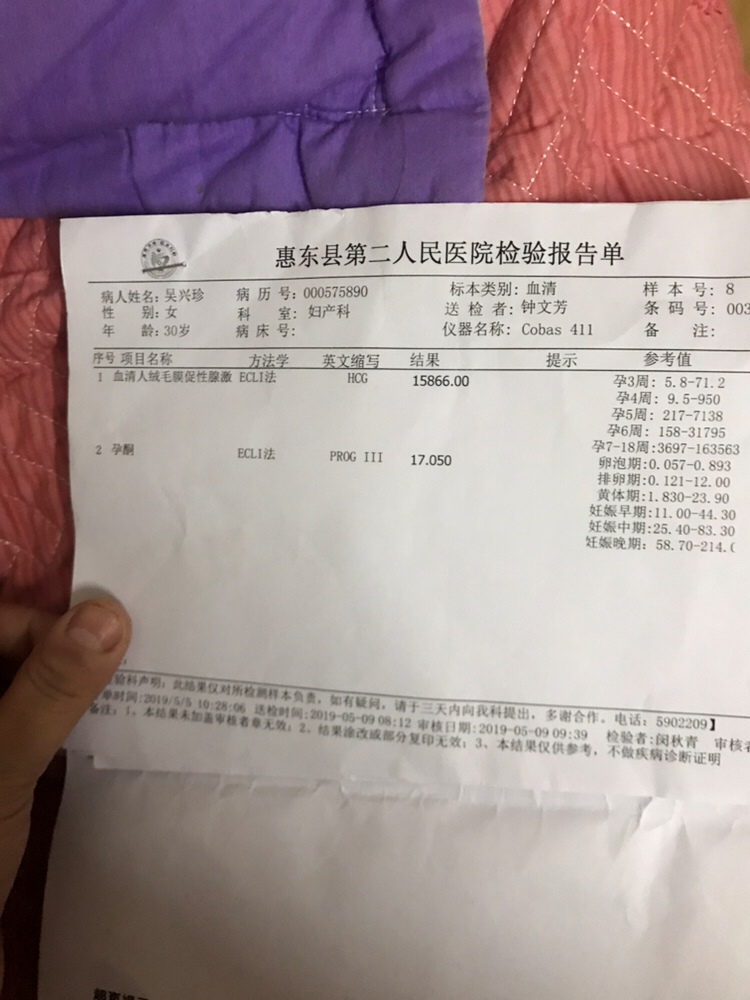 惠东县第二人民医院检验报告单
病人姓名: 吴兴珍 病 历 号: 000575890 标本类别: 血清 样 本 号: 8
性 别: 女 科 室: 妇产科 送 检 者: 钟文芳 条 码 号: 003
年 龄: 30岁 病 床 号: 仪器名称: Cobas 411 备 注:
序号 项目名称 方法学 英文缩写 结果 提示 参考值
1 血清人绒毛膜促性腺激 ECLI法 HCG 15866.00 孕3周: 5.8-71.2
孕4周: 9.5-950
孕5周: 217-7138
孕6周: 158-31795
孕7-18周:3697-163563
2 孕酮 ECLI法 PROG III 17.050 卵泡期:0.057-0.893
排卵期:0.121-12.00
黄体期:1.830-23.90
妊娠早期:11.00-44.30
妊娠中期:25.40-83.30
妊娠晚期: 58.70-214.0
验科声明: 此结果仅对所检测样本负责, 如有疑问, 请于三天内向我科提出, 多谢合作。电话: 5902209】
单时间:2019/5/5 10:28:06 送检时间:2019-05-09 08:12 审核日期:2019-05-09 09:39 检验者:闵秋青 审核者
备注: 1、本结果未加盖审核者章无效; 2、结果涂改或部分复印无效; 3、本结果仅供参考, 不做疾病诊断证明